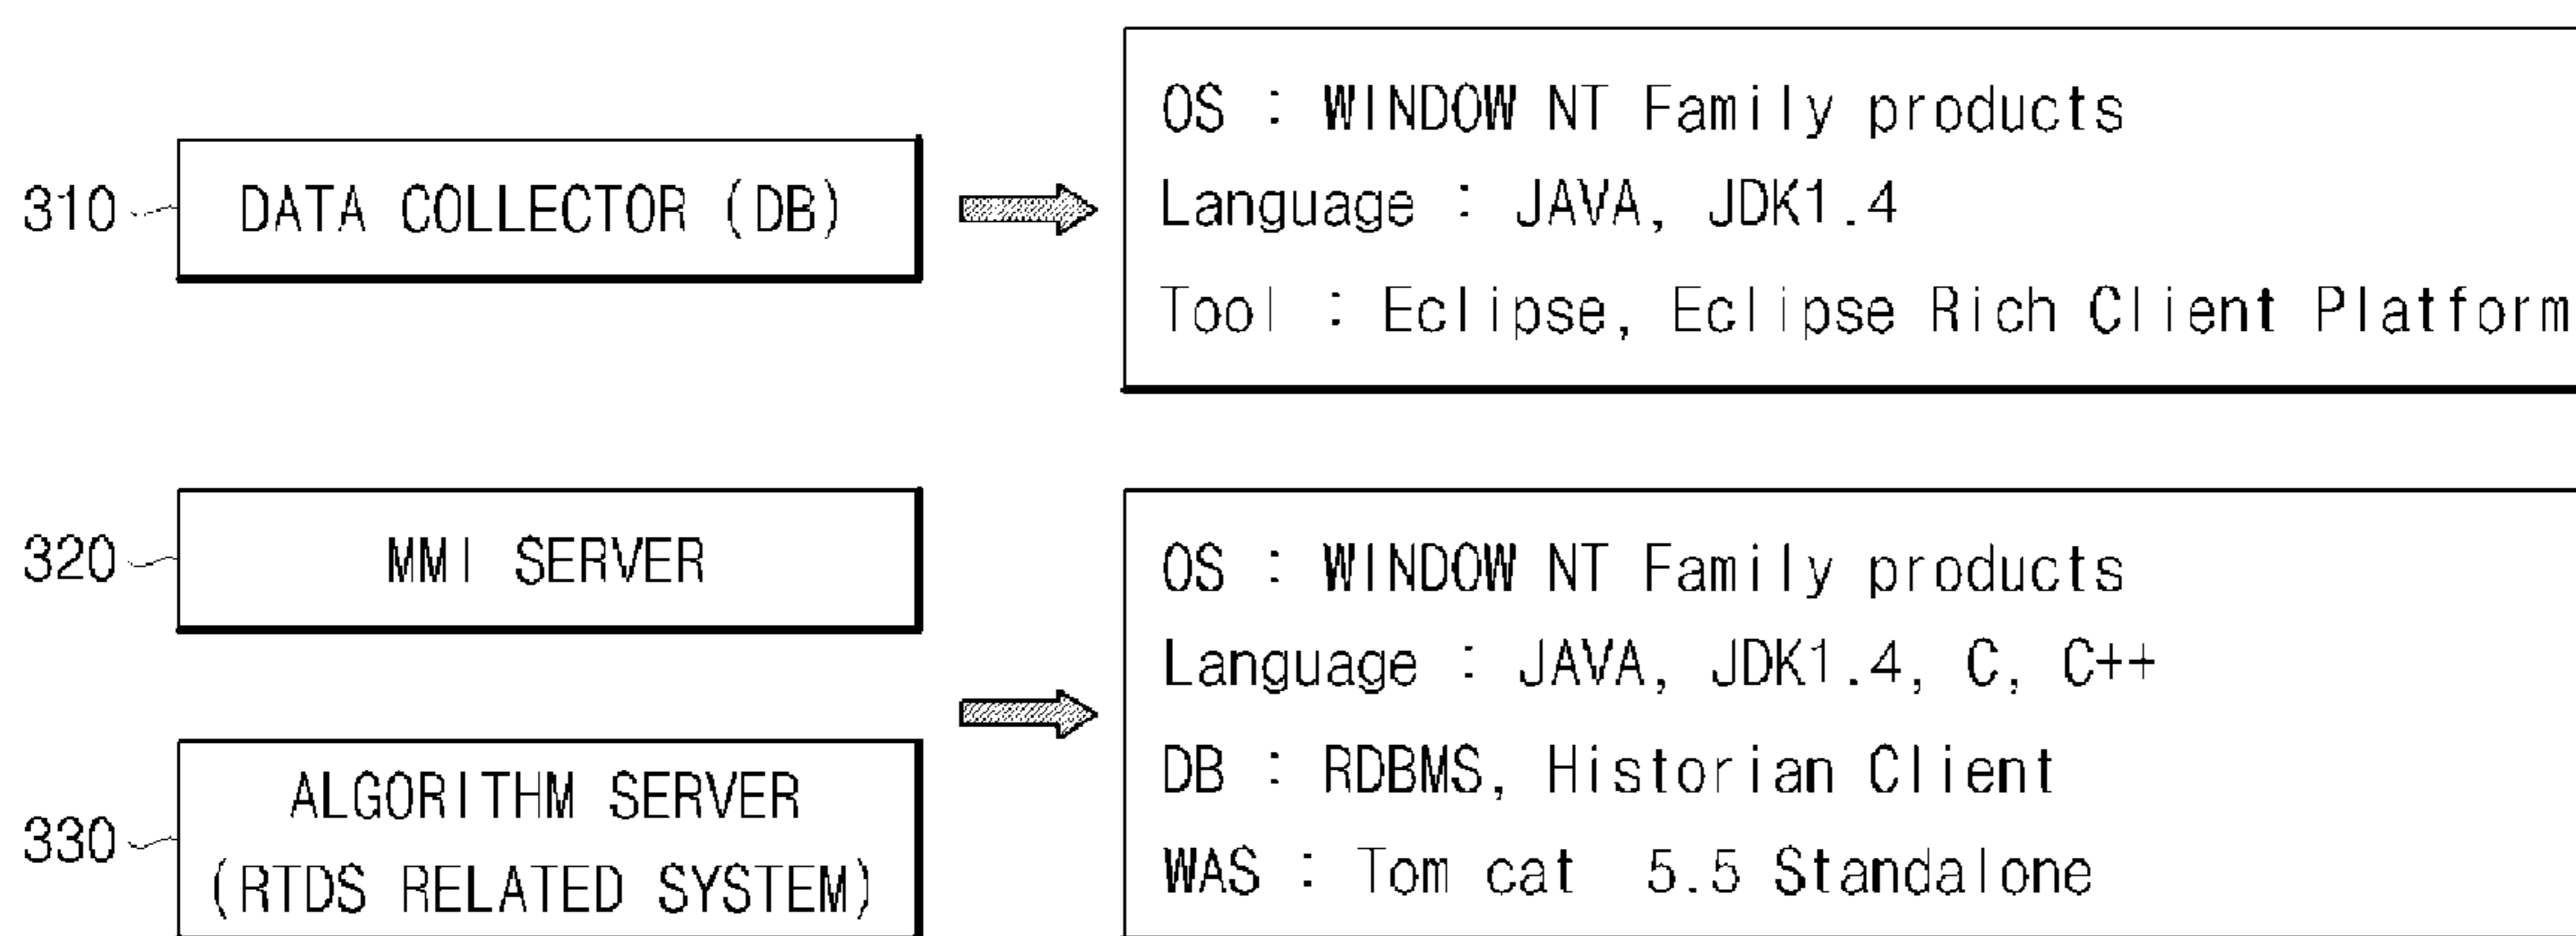 310
DATA COLLECTOR (DB)
OS : WINDOW NT Family products
Language : JAVA, JDK1.4
Tool : Eclipse, Eclipse Rich Client Platform
320
MMI SERVER
330
ALGORITHM SERVER
(RTDS RELATED SYSTEM)
OS : WINDOW NT Family products
Language : JAVA, JDK1.4, C, C++
DB : RDBMS, Historian Client
WAS : Tom cat 5.5 Standalone